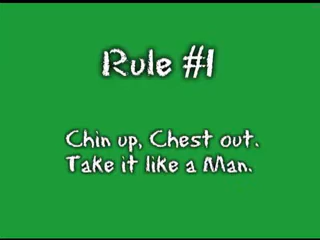 Rule #1
Chin up, Chest out.
Take it like a Man.